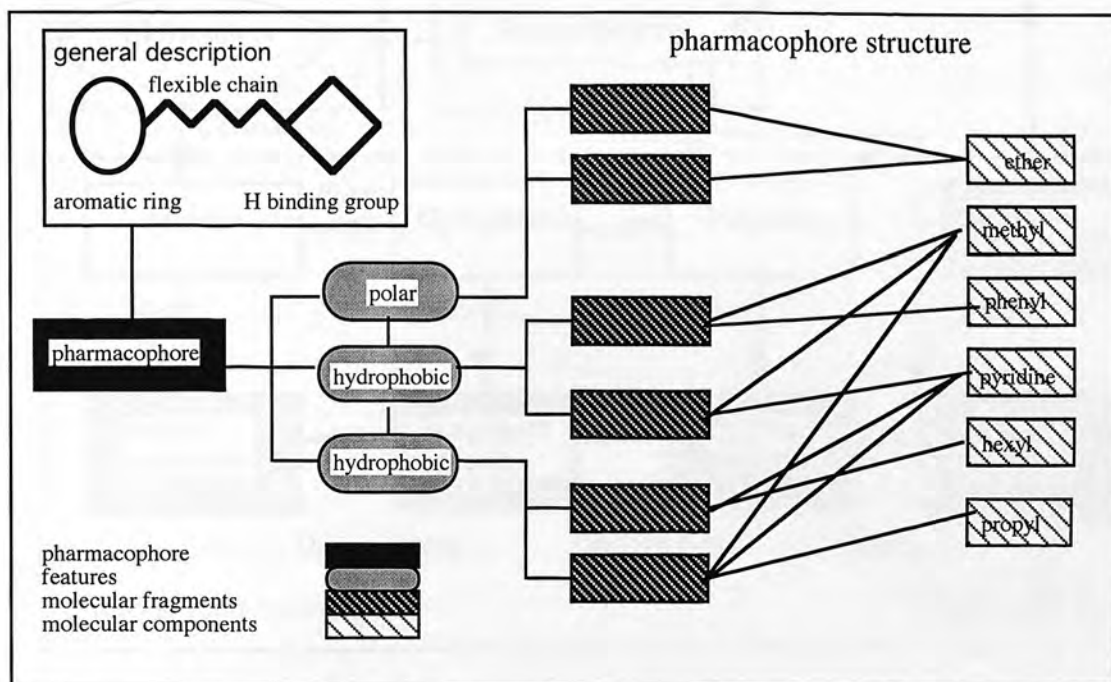 pharmacophore structure
general description
flexible chain
aromatic ring
H binding group
pharmacophore
polar
hydrophobic
hydrophobic
ether
methyl
phenyl
pyridine
hexyl
propyl
pharmacophore
features
molecular fragments
molecular components